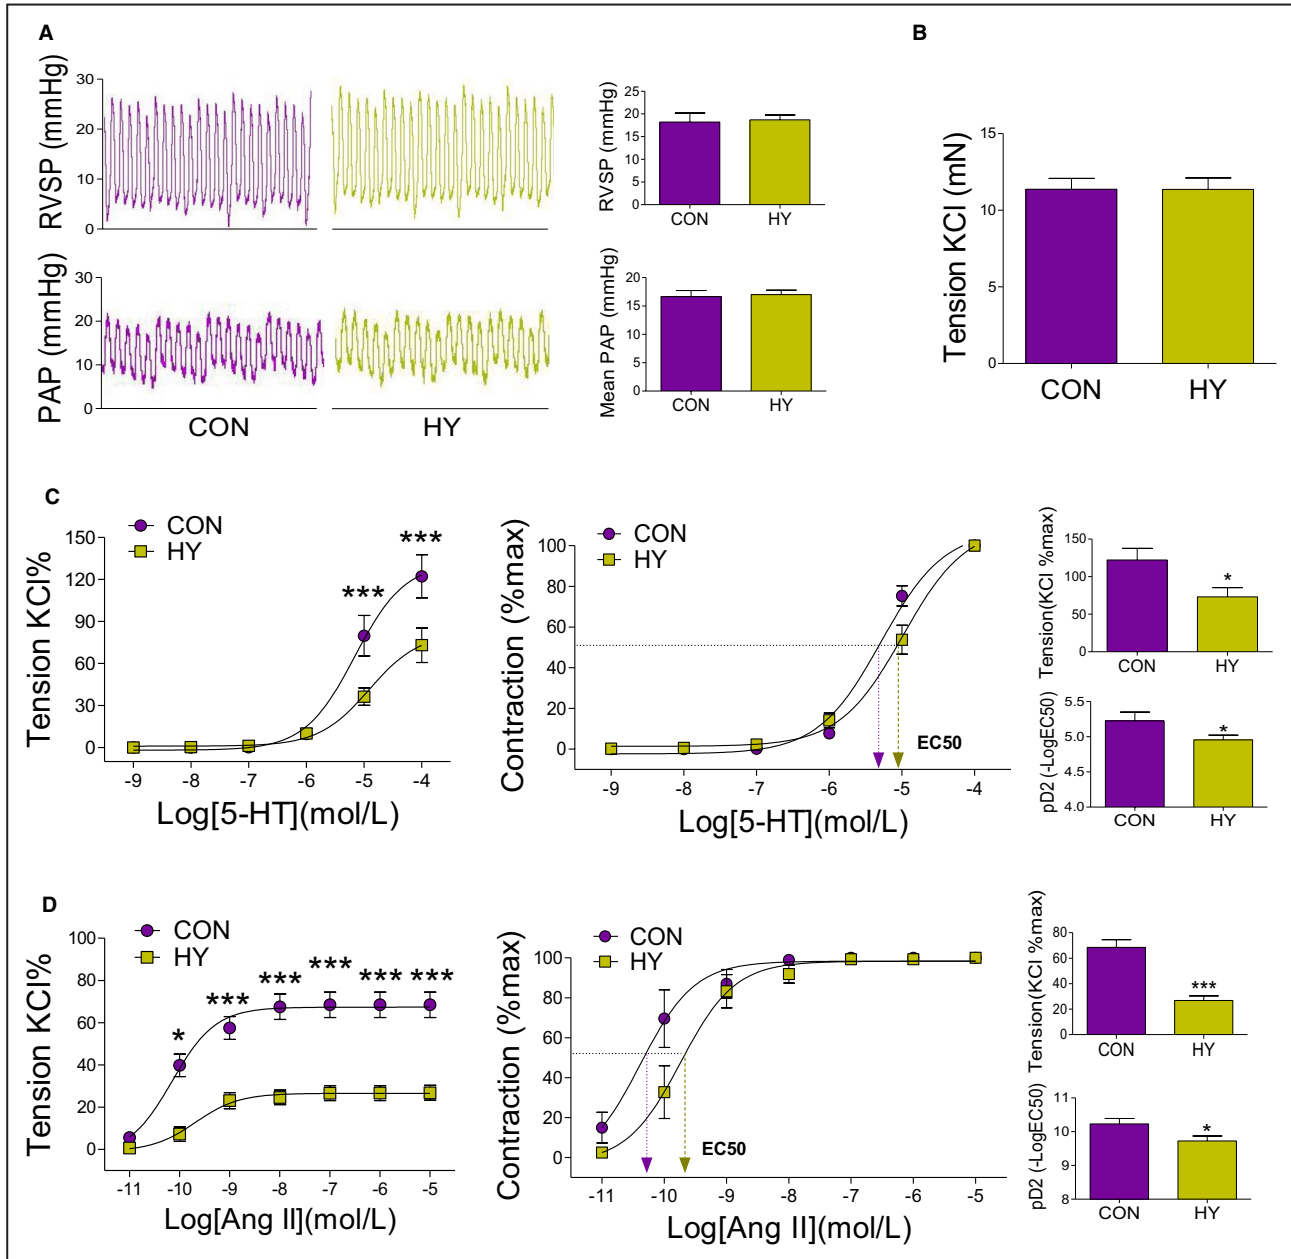 A
B
RVSP (mmHg)
30
20
10
0
RVSP (mmHg)
25
20
15
10
5
0
CON
HY
PAP (mmHg)
30
20
10
0
CON
HY
Mean PAP (mmHg)
20
15
10
5
0
CON
HY
Tension KCl (mN)
15
10
5
0
CON
HY
C
CON
HY
Tension KCl%
150
120
90
60
30
0
***
***
-9
-8
-7
-6
-5
-4
Log[5-HT](mol/L)
CON
HY
Contraction (%max)
100
80
60
40
20
0
EC50
-9
-8
-7
-6
-5
-4
Log[5-HT](mol/L)
Tension(KCl %max)
150
100
50
0
*
CON
HY
pD2 (-LogEC50)
5.5
5.0
4.5
4.0
*
CON
HY
D
CON
HY
Tension KCl%
100
80
60
40
20
0
*
***
***
***
***
***
-11
-10
-9
-8
-7
-6
-5
Log[Ang II](mol/L)
CON
HY
Contraction (%max)
100
80
60
40
20
0
EC50
-11
-10
-9
-8
-7
-6
-5
Log[Ang II](mol/L)
Tension(KCl %max)
80
60
40
20
0
***
CON
HY
pD2 (-LogEC50)
11
10
9
8
*
CON
HY